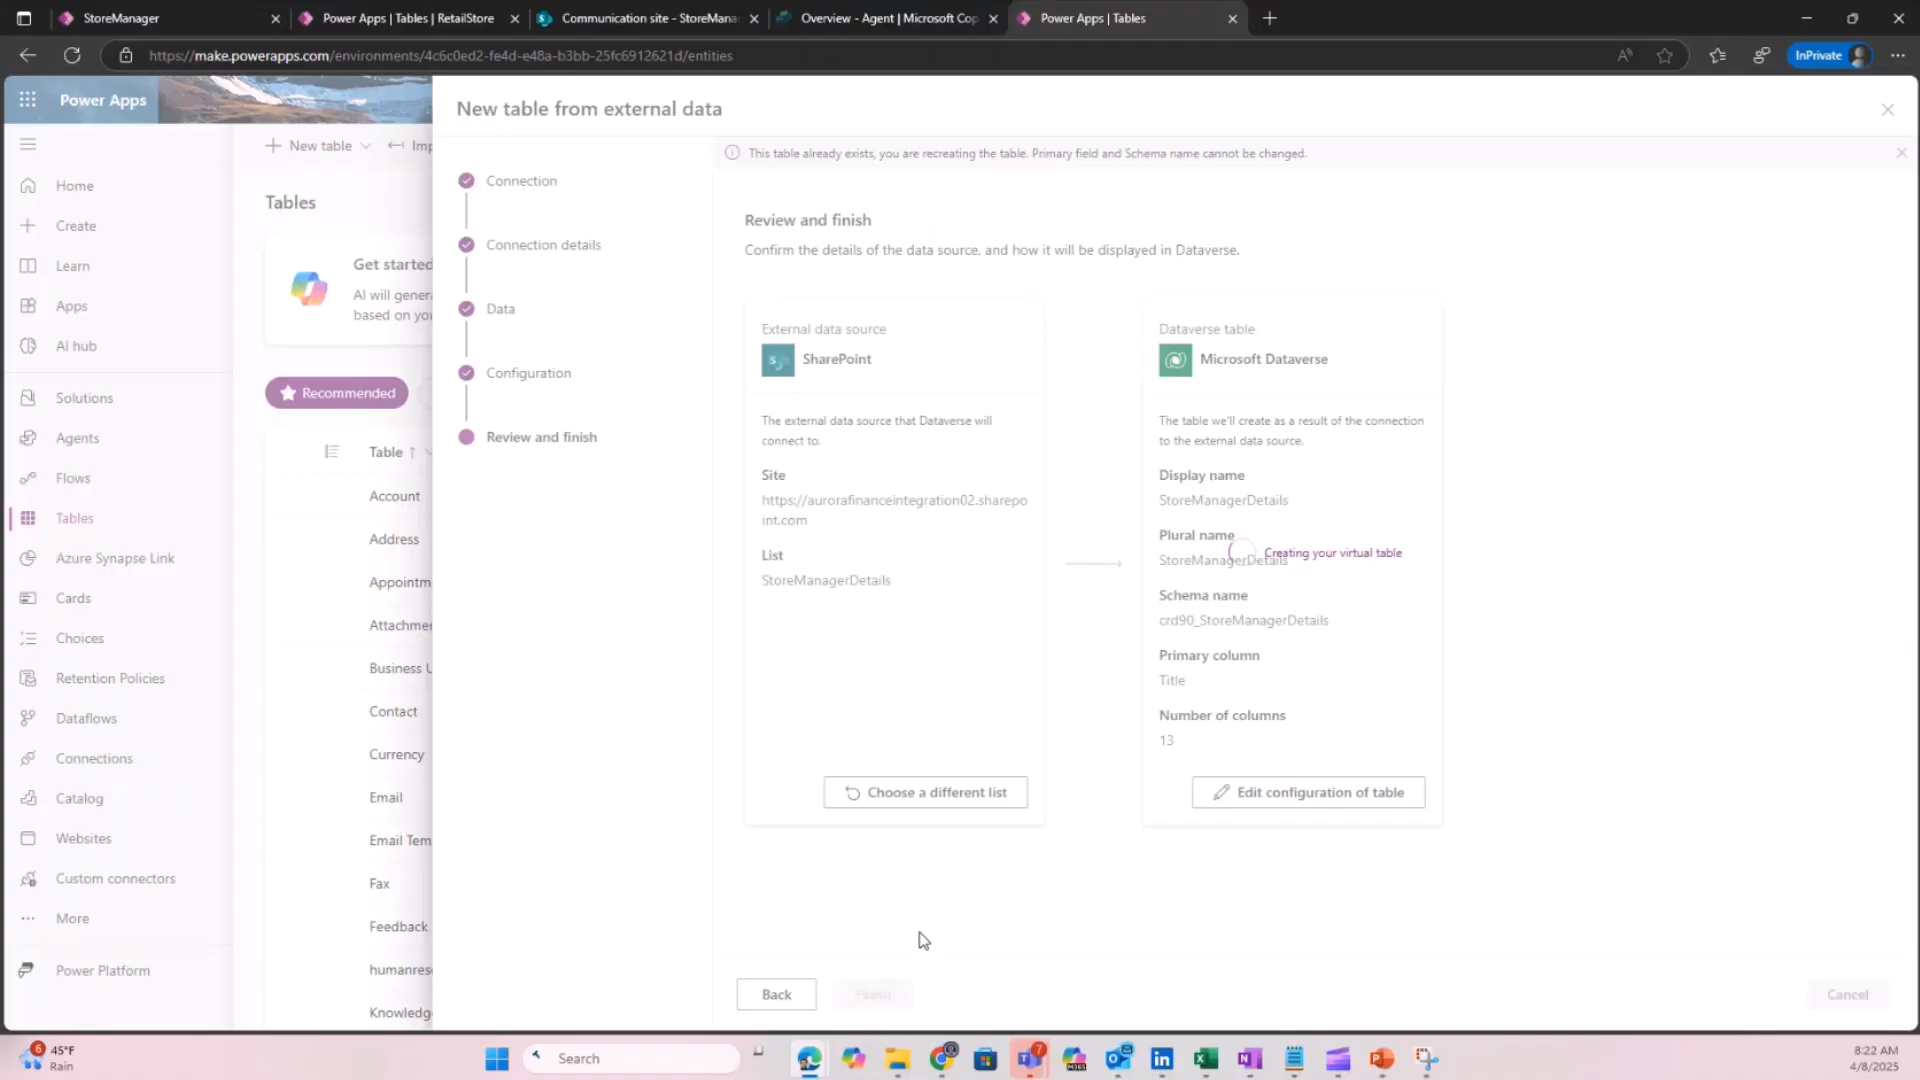 StoreManager
Power Apps | Tables | RetailStore
Communication site - StoreMana
Overview - Agent | Microsoft Cop
Power Apps | Tables
https://make.powerapps.com/environments/4c6c0ed2-fe4d-e48a-b3bb-25fc6912621d/entities
InPrivate
Power Apps
New table
Imp
Home
Create
Learn
Apps
AI hub
Solutions
Agents
Flows
Tables
Azure Synapse Link
Cards
Choices
Retention Policies
Dataflows
Connections
Catalog
Websites
Custom connectors
More
Power Platform
Tables
Get started
AI will genera
based on you
Recommended
Table
Account
Address
Appointm
Attachmen
Business U
Contact
Currency
Email
Email Tem
Fax
Feedback
humanres
Knowledg
New table from external data
Connection
Connection details
Data
Configuration
Review and finish
This table already exists, you are recreating the table. Primary field and Schema name cannot be changed.
Review and finish
Confirm the details of the data source, and how it will be displayed in Dataverse.
External data source
SharePoint
The external data source that Dataverse will
connect to.
Site
https://aurorafinanceintegration02.sharepo
int.com
List
StoreManagerDetails
Choose a different list
Dataverse table
Microsoft Dataverse
The table we'll create as a result of the connection
to the external data source.
Display name
StoreManagerDetails
Plural name
StoreManagerDetails
Creating your virtual table
Schema name
crd90_StoreManagerDetails
Primary column
Title
Number of columns
13
Edit configuration of table
Back
Finish
Cancel
6
45°F
Rain
Search
7
M365
8:22 AM
4/8/2025